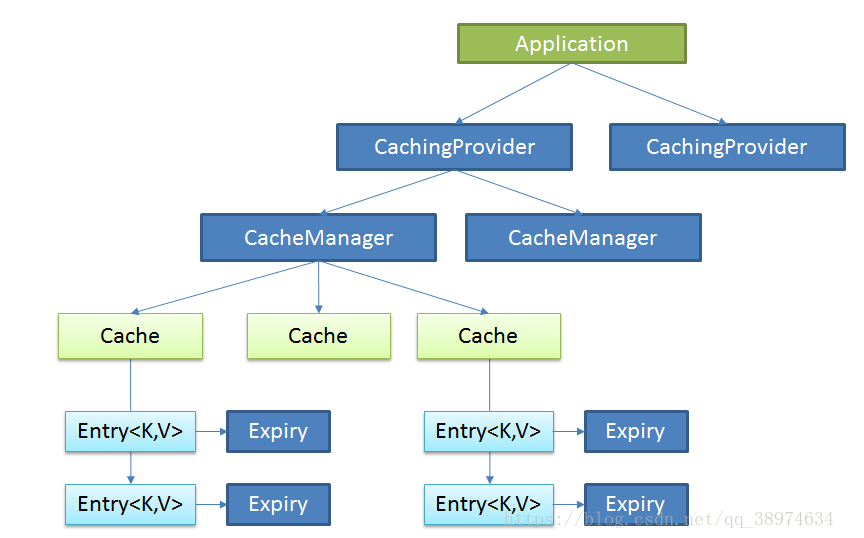 Application
CachingProvider
CachingProvider
CacheManager
CacheManager
Cache
Cache
Cache
Entry<K,V>
Expiry
Entry<K,V>
Expiry
Entry<K,V>
Expiry
Entry<K,V>
Expiry
https://blog.csdn.net/qq_38974634